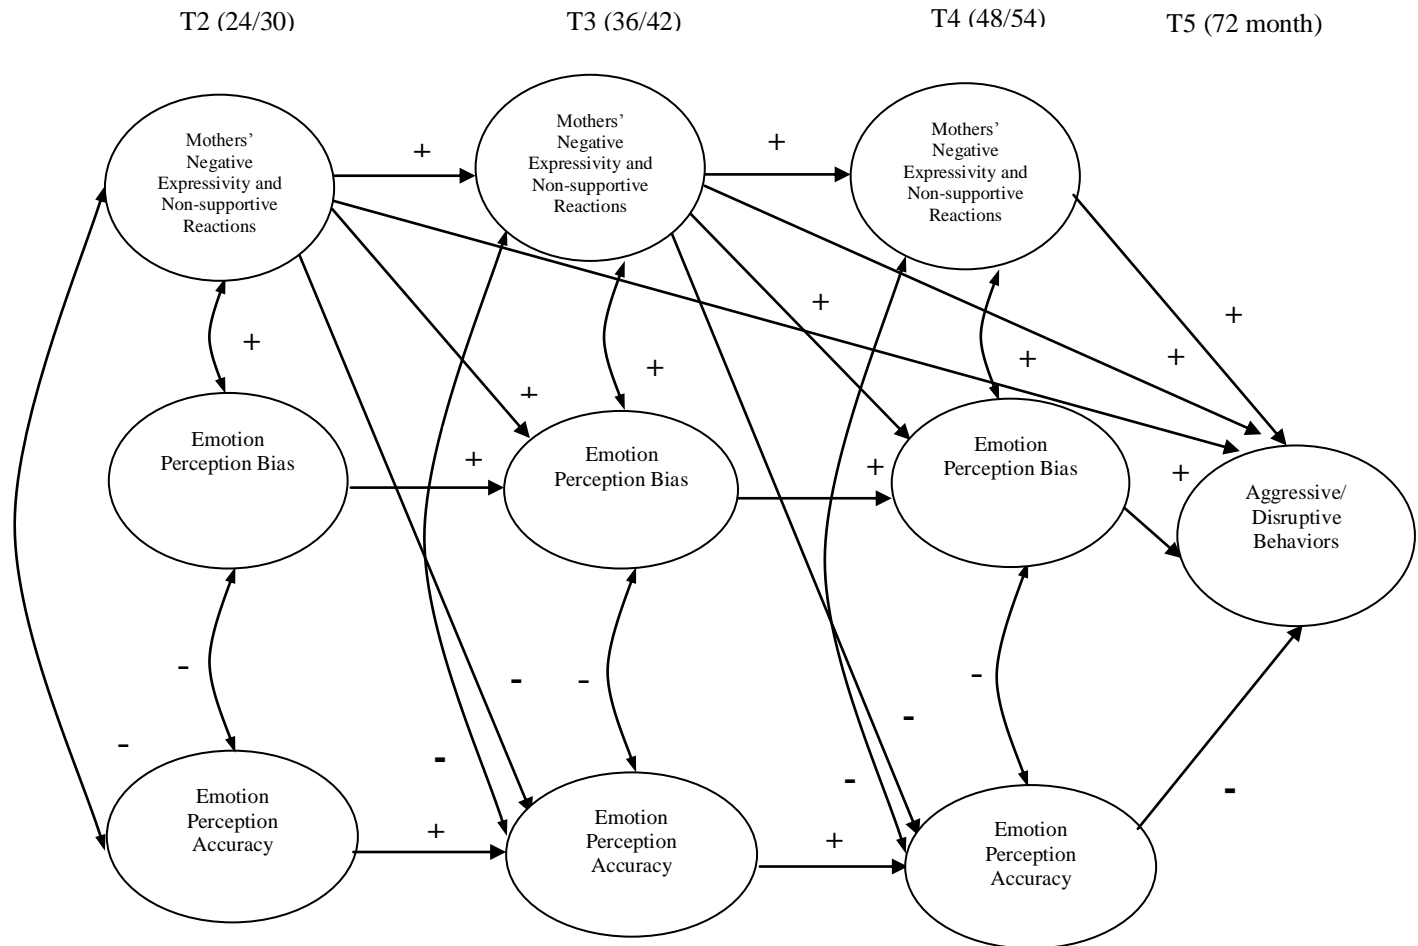 T2 (24/30)
T3 (36/42)
T4 (48/54)
T5 (72 month)
Mothers’
Negative
Expressivity and
Non-supportive
Reactions
+
Mothers’
Negative
Expressivity and
Non-supportive
Reactions
+
Mothers’
Negative
Expressivity and
Non-supportive
Reactions
+
+
+
+
+
+
+
Emotion
Perception Bias
+
Emotion
Perception Bias
+
Emotion
Perception Bias
+
Aggressive/
Disruptive
Behaviors
-
-
-
-
-
-
-
-
-
-
Emotion
Perception
Accuracy
+
Emotion
Perception
Accuracy
+
Emotion
Perception
Accuracy